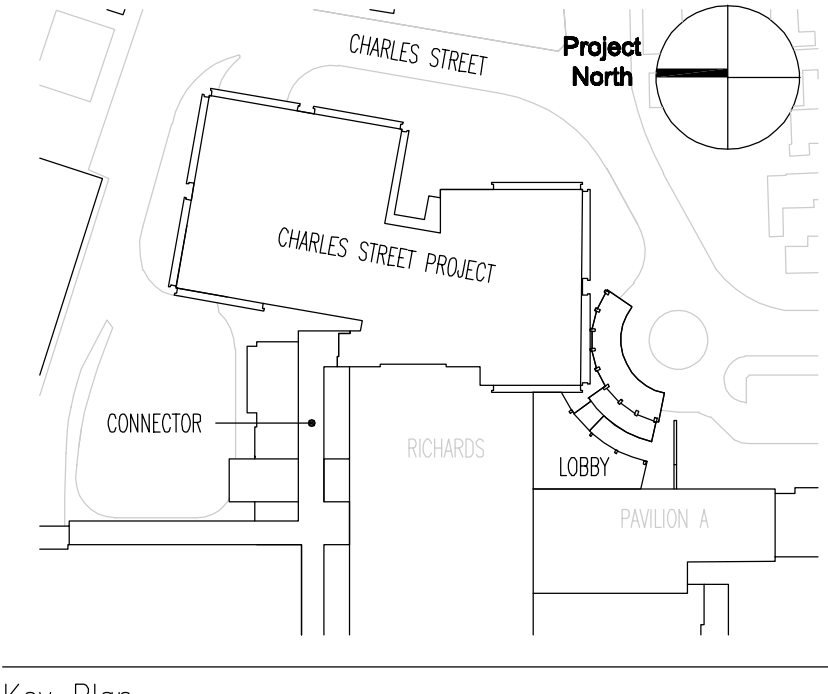 CHARLES STREET
Project
North
CHARLES STREET PROJECT
CONNECTOR
RICHARDS
LOBBY
PAVILION A
Key Plan